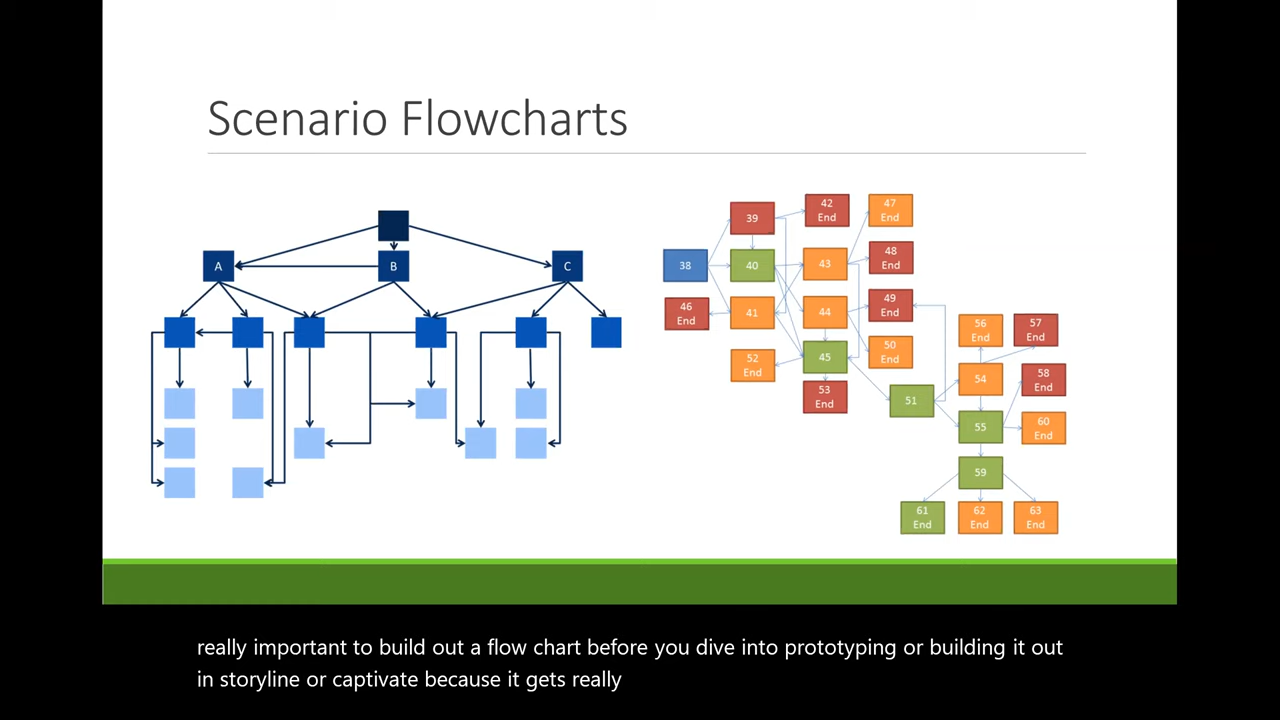 Scenario Flowcharts
A
B
C
38
39
40
41
42
End
43
44
45
46
End
47
End
48
End
49
End
50
End
51
52
End
53
End
54
55
56
End
57
End
58
End
59
60
End
61
End
62
End
63
End
really important to build out a flow chart before you dive into prototyping or building it out
in storyline or captivate because it gets really